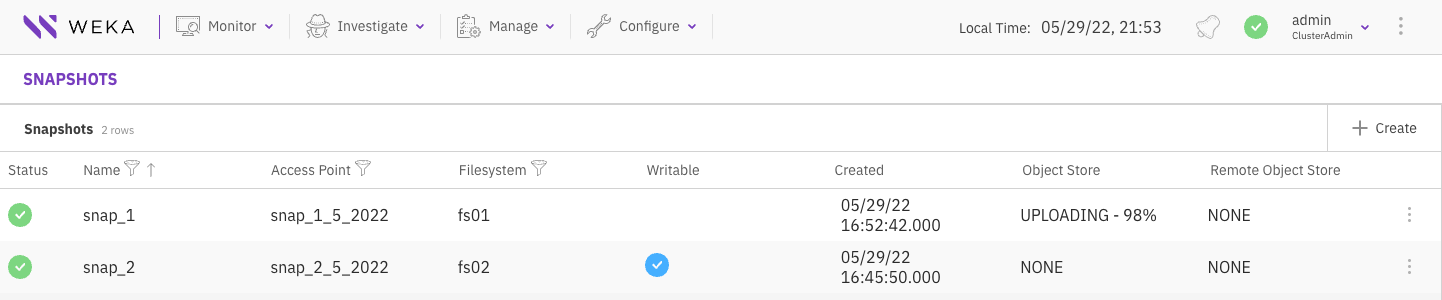 WEKA Monitor Investigate Manage Configure Local Time: 05/29/22, 21:53 admin
ClusterAdmin
SNAPSHOTS
Snapshots 2 rows Create
Status Name Access Point Filesystem Writable Created Object Store Remote Object Store
snap_1 snap_1_5_2022 fs01 05/29/22 16:52:42.000 UPLOADING - 98% NONE
snap_2 snap_2_5_2022 fs02 05/29/22 16:45:50.000 NONE NONE